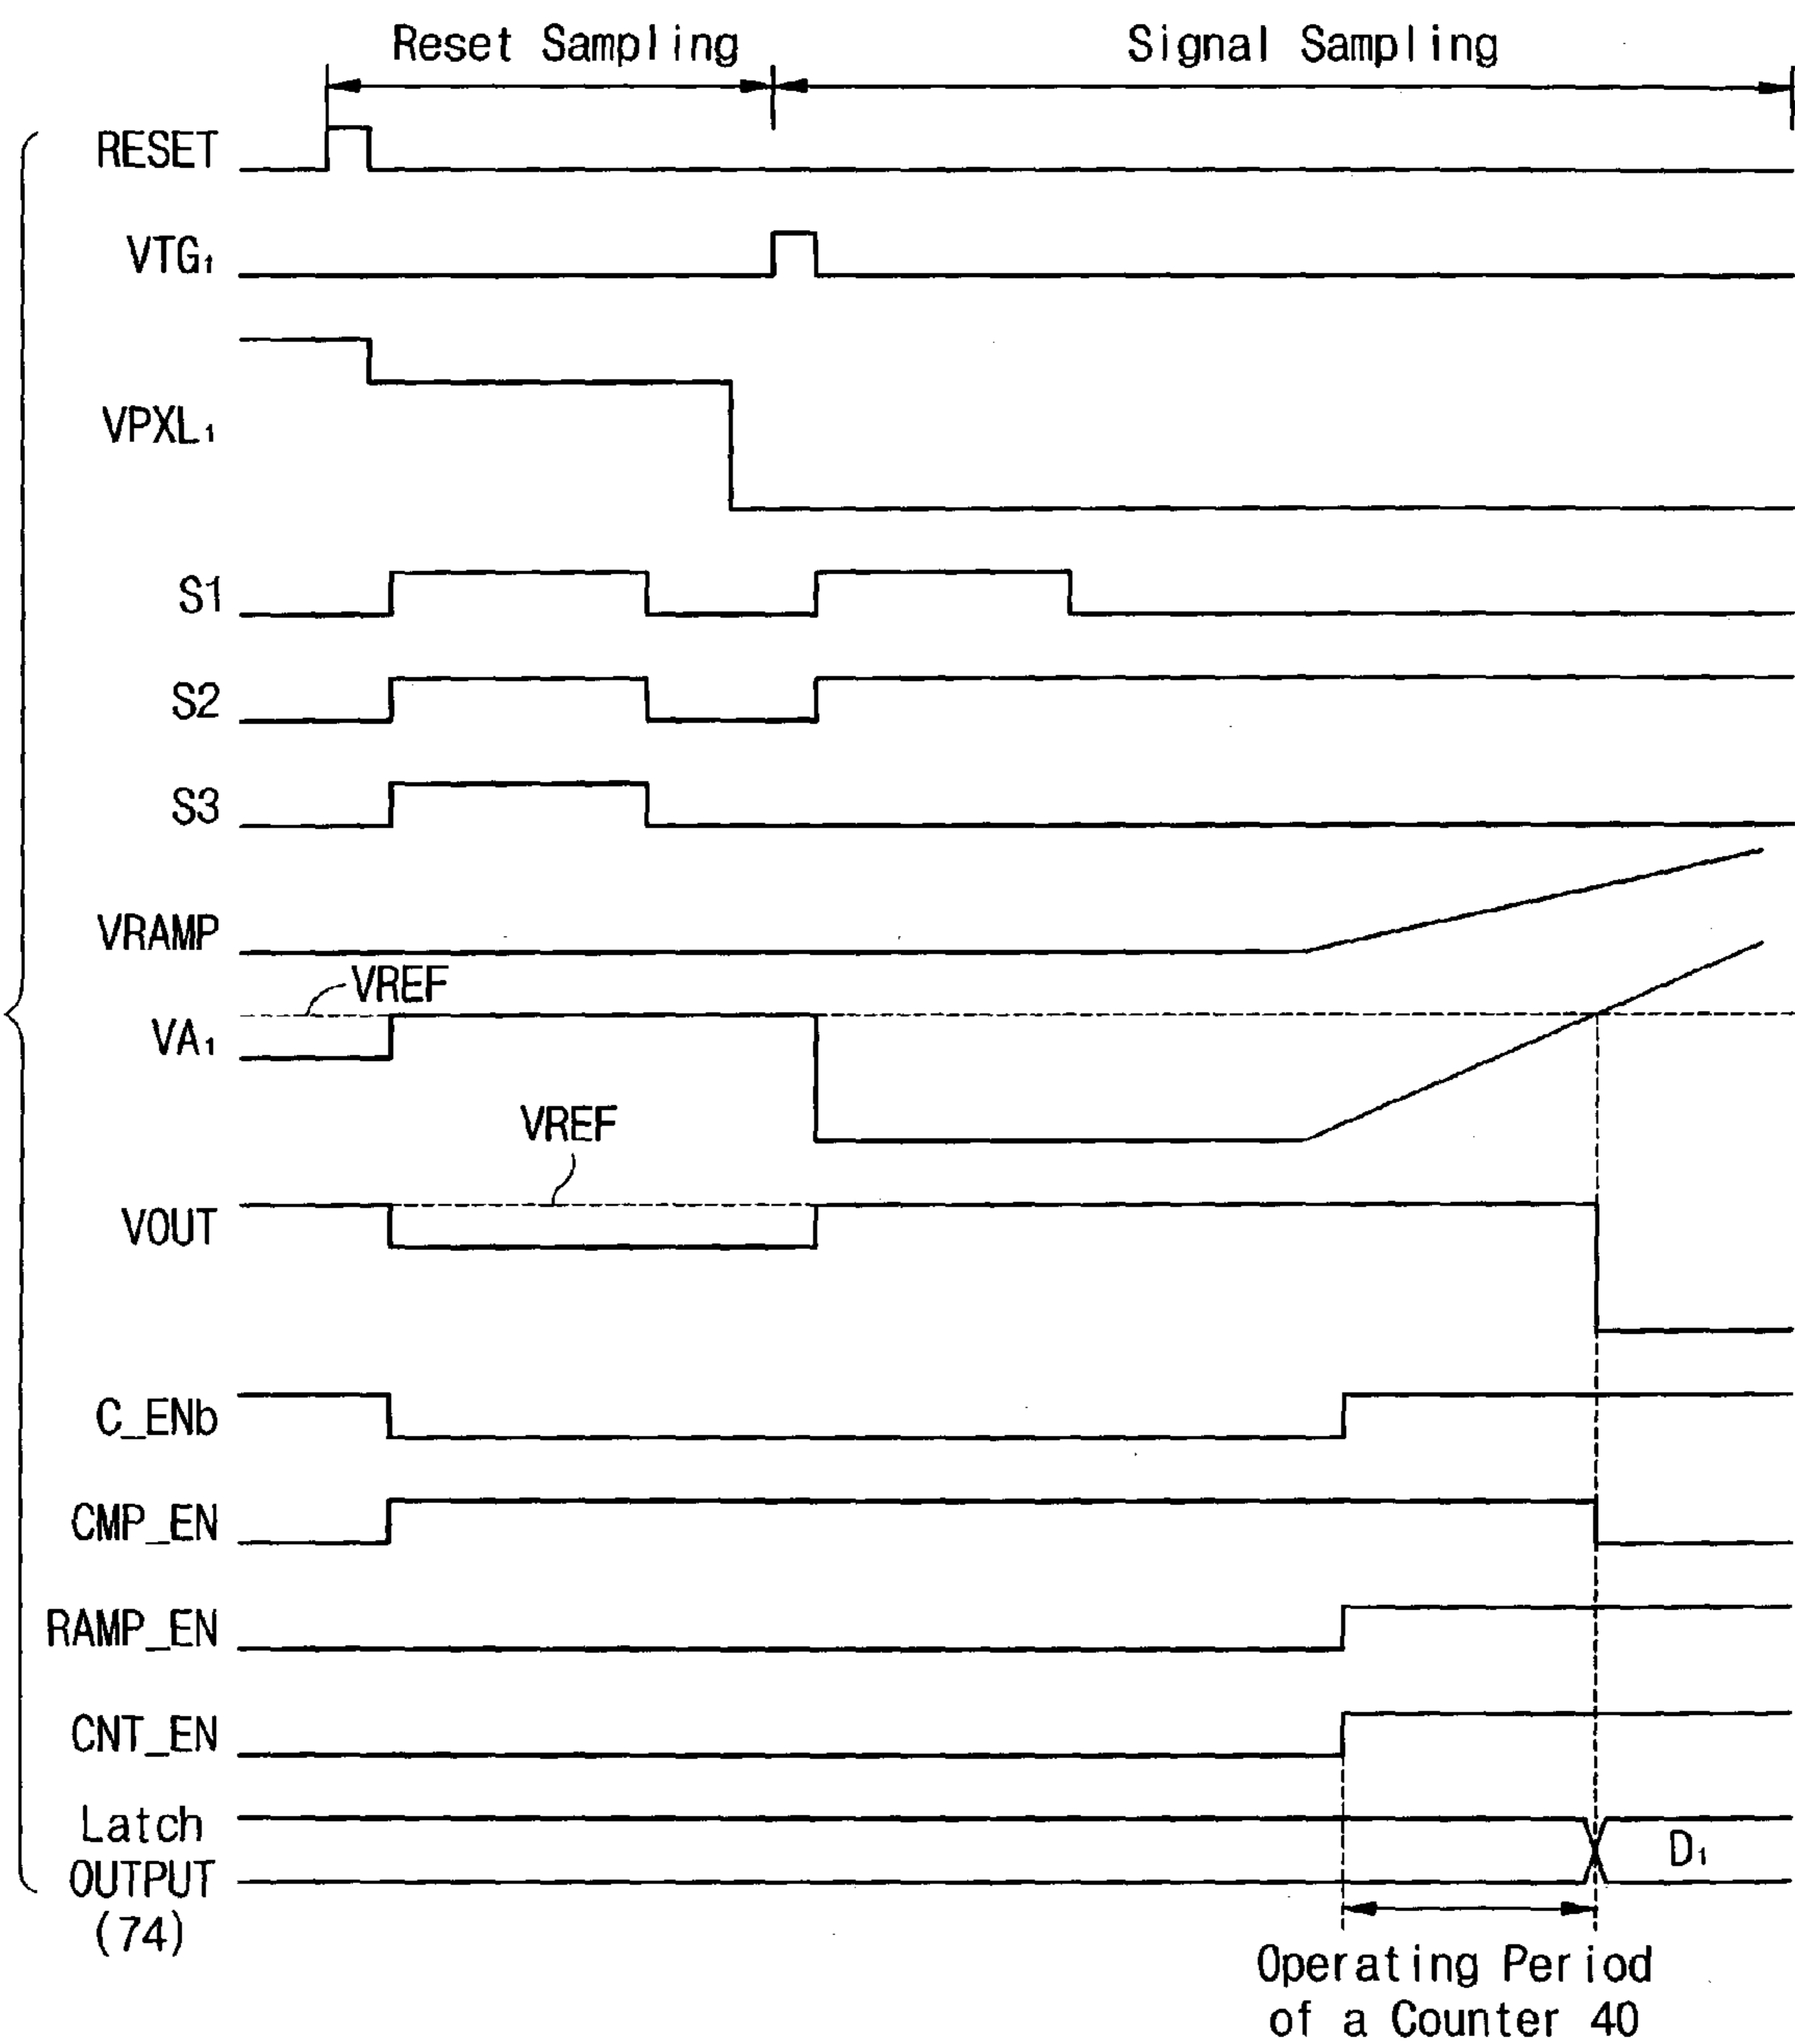 Reset Sampling Signal Sampling
RESET
VTG₁
VPXL₁
S1
S2
S3
VRAMP
VREF
VA₁
VREF
VOUT
C_ENb
CMP_EN
RAMP_EN
CNT_EN
Latch
OUTPUT
(74)
D₁
Operating Period
of a Counter 40